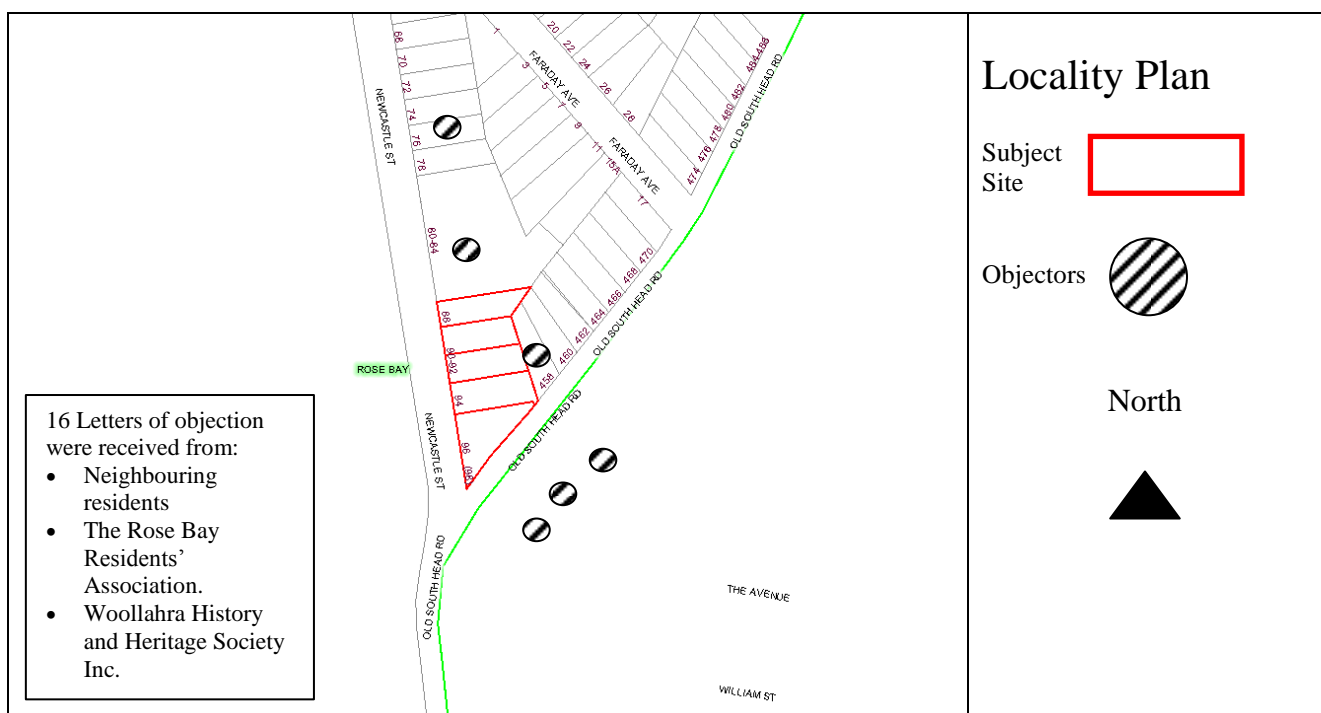 68
70
72
74
76
78
80-84
88
90-92
94
96
(98)
NEWCASTLE ST
NEWCASTLE ST
1
3
5
7
9
11
15A
17
20
22
24
26
28
FARADAY AVE
FARADAY AVE
484-488
482
480
478
476
474
OLD SOUTH HEAD RD
470
468
466
464
462
460
458
OLD SOUTH HEAD RD
OLD SOUTH HEAD RD
OLD SOUTH HEAD RD
ROSE BAY
THE AVENUE
WILLIAM ST
16 Letters of objection
were received from:
• Neighbouring
residents
• The Rose Bay
Residents’
Association.
• Woollahra History
and Heritage Society
Inc.
Locality Plan
Subject
Site
Objectors
North